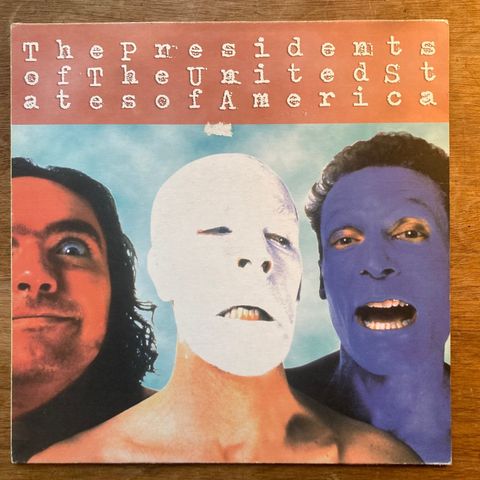 ThePresidents
ofTheUnitedSt
atesofAmerica